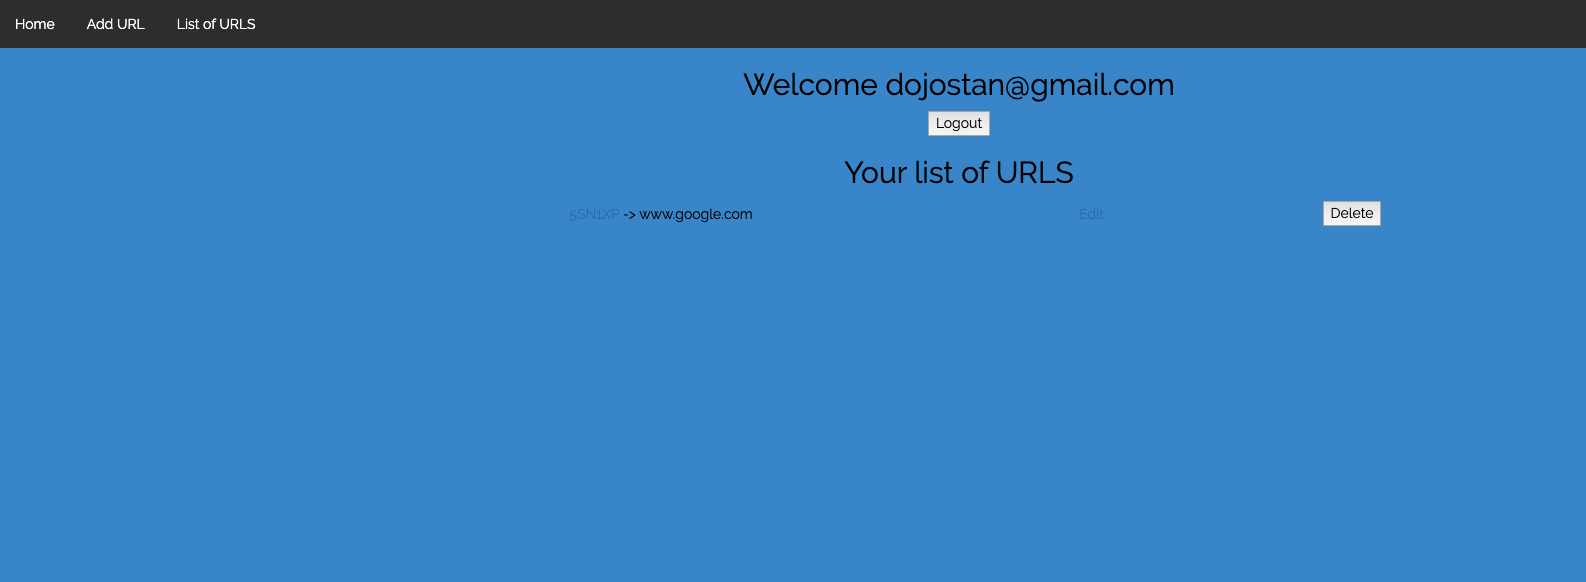 Home Add URL List of URLS
Welcome dojostan@gmail.com
Logout
Your list of URLS
5SN1XP -> www.google.com Edit Delete